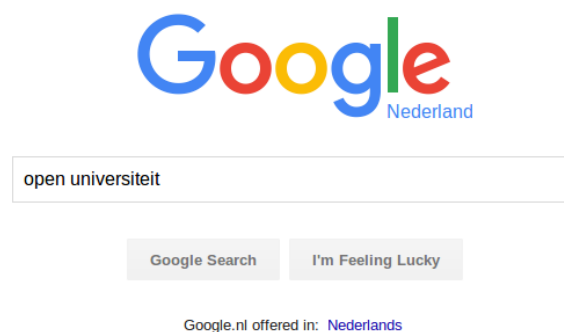 Google
Nederland
open universiteit
Google Search I'm Feeling Lucky
Google.nl offered in: Nederlands